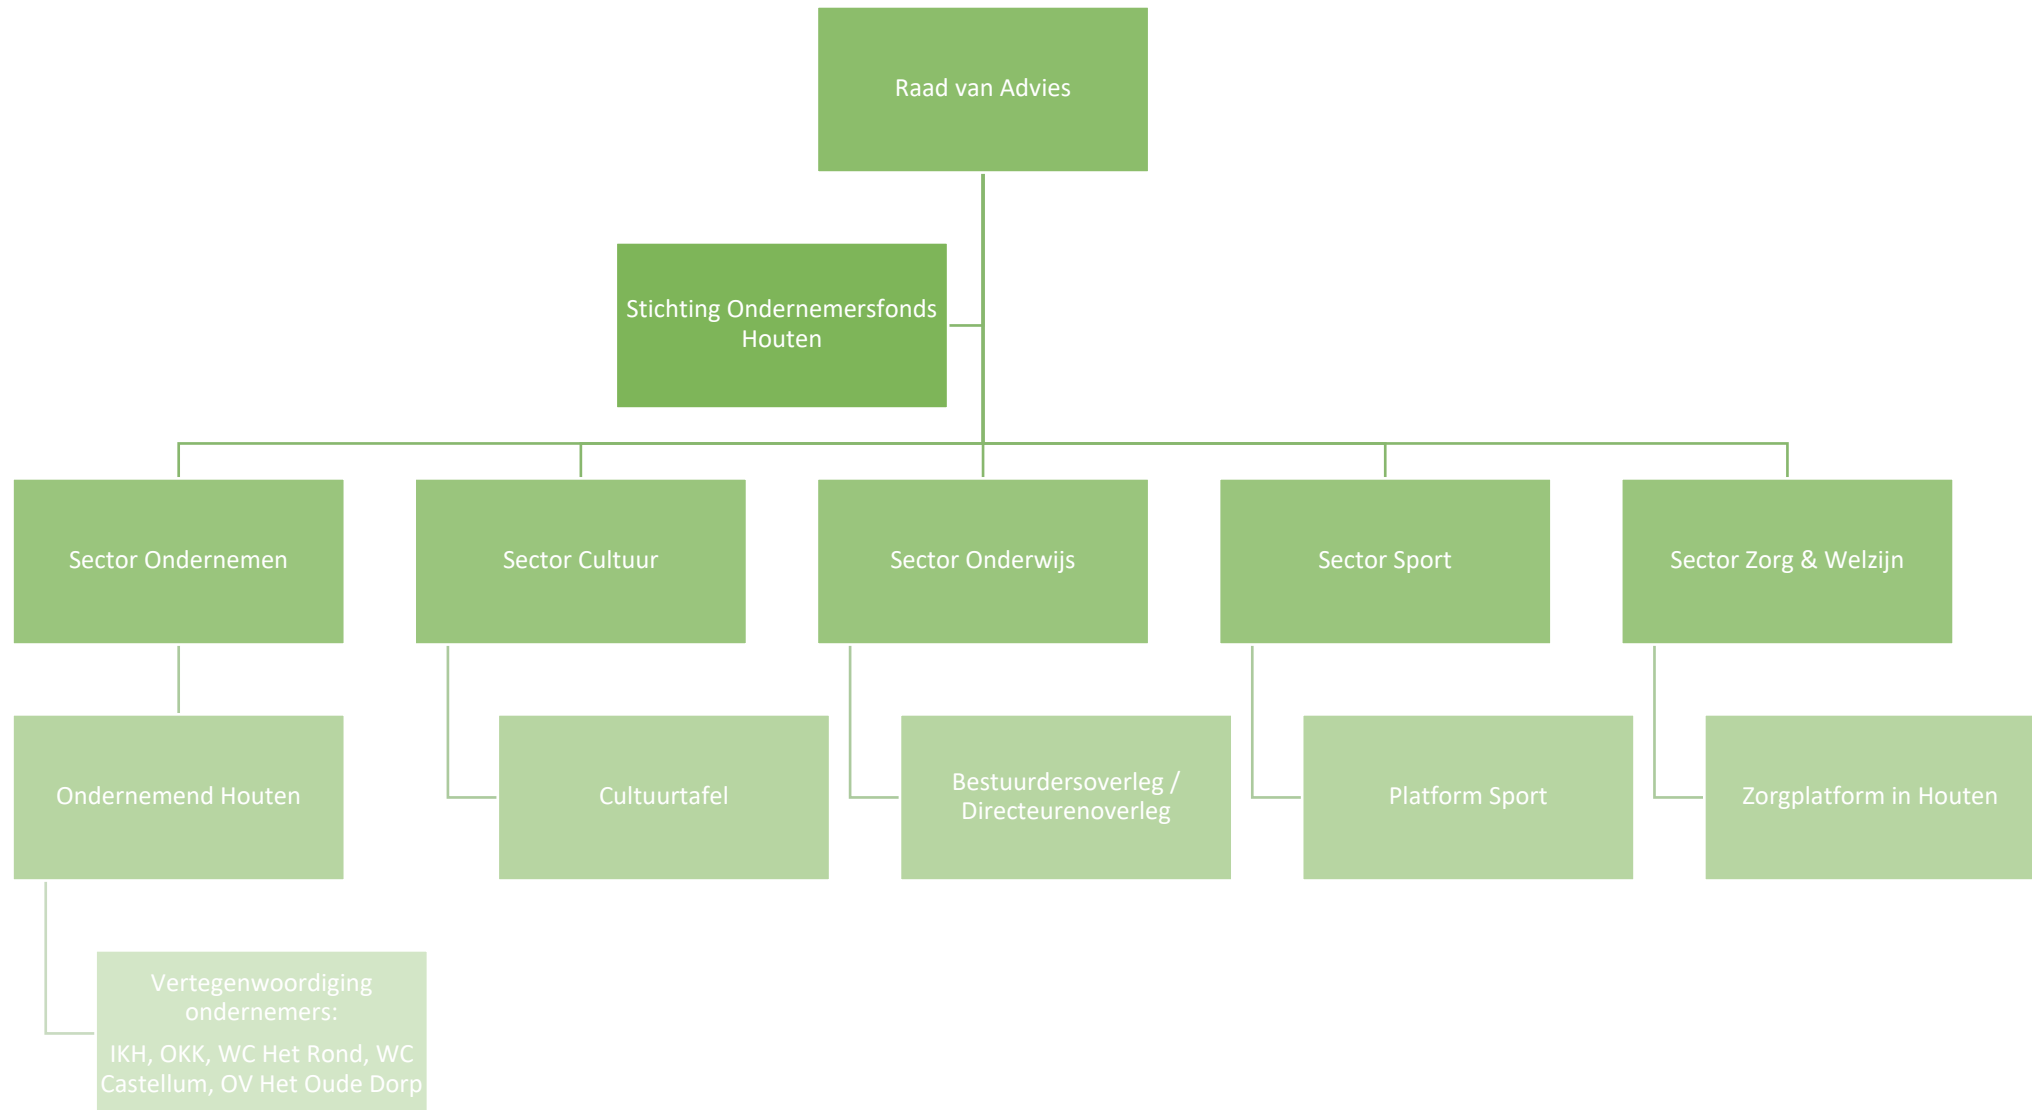 Raad van Advies
Stichting Ondernemersfonds
Houten
Sector Ondernemen
Sector Cultuur
Sector Onderwijs
Sector Sport
Sector Zorg & Welzijn
Ondernemend Houten
Cultuurtafel
Bestuurdersoverleg /
Directeurenoverleg
Platform Sport
Zorgplatform in Houten
Vertegenwoordiging
ondernemers:
IKH, OKK, WC Het Rond, WC
Castellum, OV Het Oude Dorp